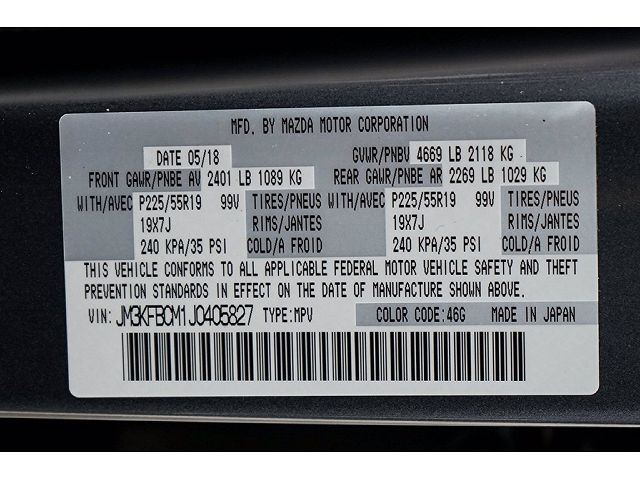 MFD. BY MAZDA MOTOR CORPORATION
DATE 05/18 GVWR/PNBV 4669 LB 2118 KG
FRONT GAWR/PNBE AV 2401 LB 1089 KG REAR GAWR/PNBE AR 2269 LB 1029 KG
WITH/AVEC P225/55R19 99V TIRES/PNEUS WITH/AVEC P225/55R19 99V TIRES/PNEUS
19X7J RIMS/JANTES 19X7J RIMS/JANTES
240 KPA/35 PSI COLD/A FROID 240 KPA/35 PSI COLD/A FROID
THIS VEHICLE CONFORMS TO ALL APPLICABLE FEDERAL MOTOR VEHICLE SAFETY AND THEFT
PREVENTION STANDARDS IN EFFECT ON THE DATE OF MANUFACTURE SHOWN ABOVE.
VIN: JM3KFBCM1J0405827 TYPE: MPV COLOR CODE: 46G MADE IN JAPAN